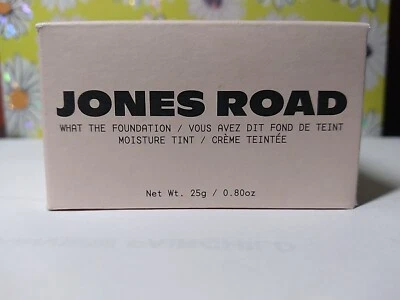 JONES ROAD
WHAT THE FOUNDATION / VOUS AVEZ DIT FOND DE TEINT
MOISTURE TINT / CRÈME TEINTÉE
Net Wt. 25g / 0.80oz